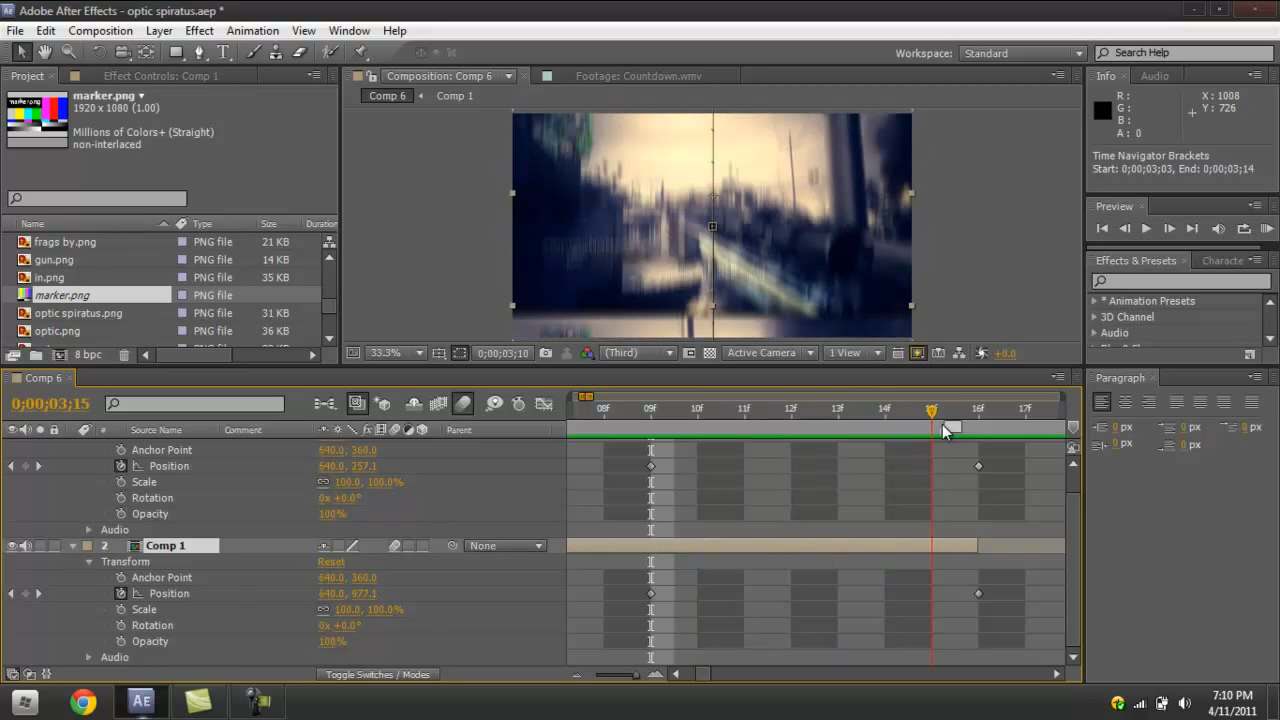 Adobe After Effects - optic spiratus.aep *
File Edit Composition Layer Effect Animation View Window Help
Workspace: Standard Search Help
Project Effect Controls: Comp 1 Composition: Comp 6 Footage: Countdown.wmv Info Audio
marker.png
1920 x 1080 (1.00)
Millions of Colors+ (Straight)
non-interlaced
Comp 6 Comp 1
R: X : 1008
G: Y : 726
B:
A : 0
Time Navigator Brackets
Start: 0;00;03;03, End: 0;00;03;14
Preview
Name Type Size Duration
frags by.png PNG file 21 KB
gun.png PNG file 14 KB
in.png PNG file 35 KB
marker.png PNG file
optic spiratus.png PNG file 31 KB
optic.png PNG file 36 KB
8 bpc
Effects & Presets Characte
* Animation Presets
3D Channel
Audio
33.3% 0;00;03;10 (Third) Active Camera 1 View +0.0
Comp 6 Paragraph
0;00;03;15
08f 09f 10f 11f 12f 13f 14f 15f 16f 17f
# Source Name Comment Parent
0 px 0 px 0 px
0 px 0 px
Anchor Point 640.0, 360.0
Position 640.0, 257.1
Scale 100.0, 100.0%
Rotation 0x +0.0°
Opacity 100%
Audio
2 Comp 1 None
Transform Reset
Anchor Point 640.0, 360.0
Position 640.0, 977.1
Scale 100.0, 100.0%
Rotation 0x +0.0°
Opacity 100%
Audio
Toggle Switches / Modes
7:10 PM
4/11/2011